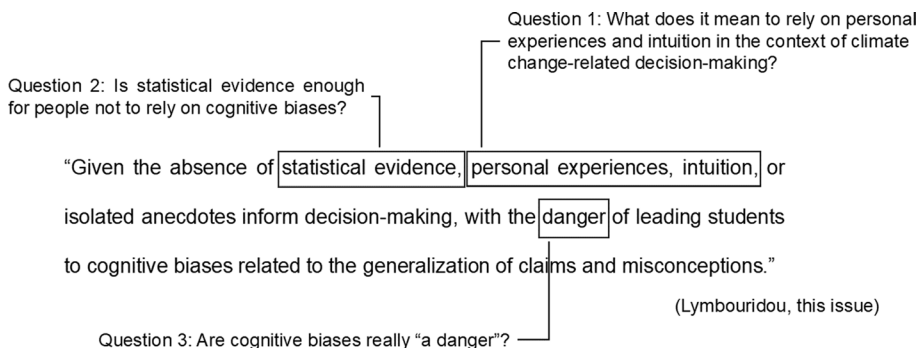 Question 1: What does it mean to rely on personal
experiences and intuition in the context of climate
change-related decision-making?
Question 2: Is statistical evidence enough
for people not to rely on cognitive biases?
“Given the absence of statistical evidence, personal experiences, intuition, or
isolated anecdotes inform decision-making, with the danger of leading students
to cognitive biases related to the generalization of claims and misconceptions.”
(Lymbouridou, this issue)
Question 3: Are cognitive biases really “a danger”?